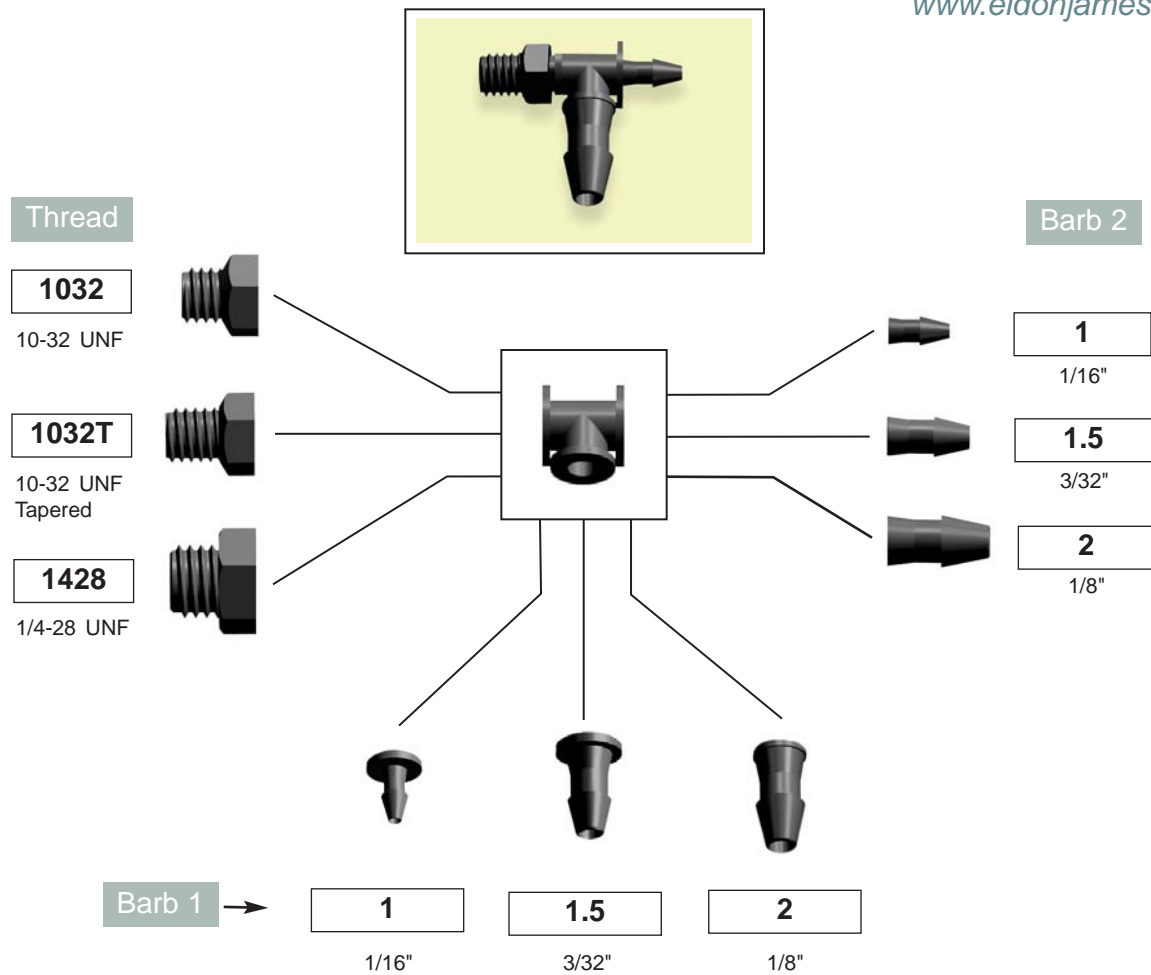 www.eldonjames
Thread
Barb 2
1032
10-32 UNF
1032T
10-32 UNF
Tapered
1428
1/4-28 UNF
1
1/16"
1.5
3/32"
2
1/8"
Barb 1
1
1.5
2
1/16"
3/32"
1/8"